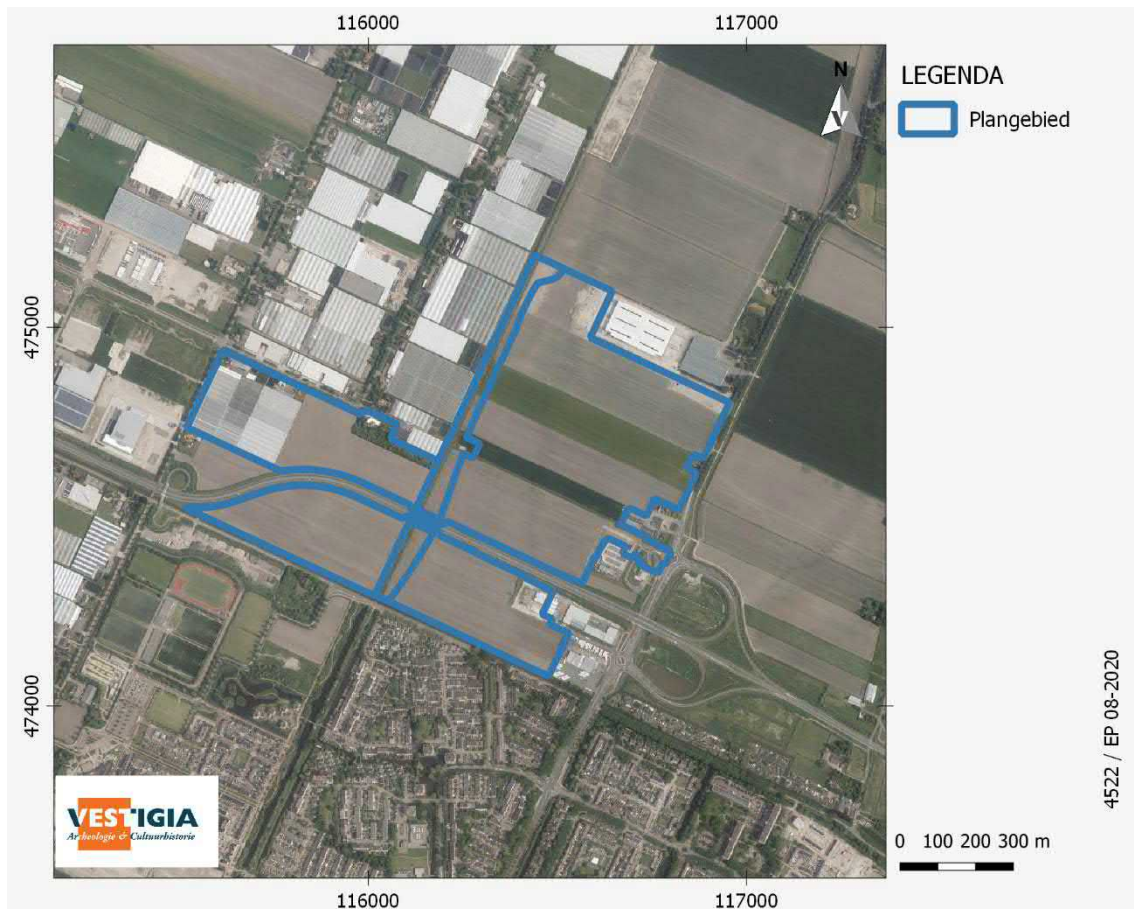 116000
117000
N
LEGENDA
Plangebied
475000
474000
4522 / EP 08-2020
VESTIGIA
Archeologie & Cultuurhistorie
0 100 200 300 m
116000
117000